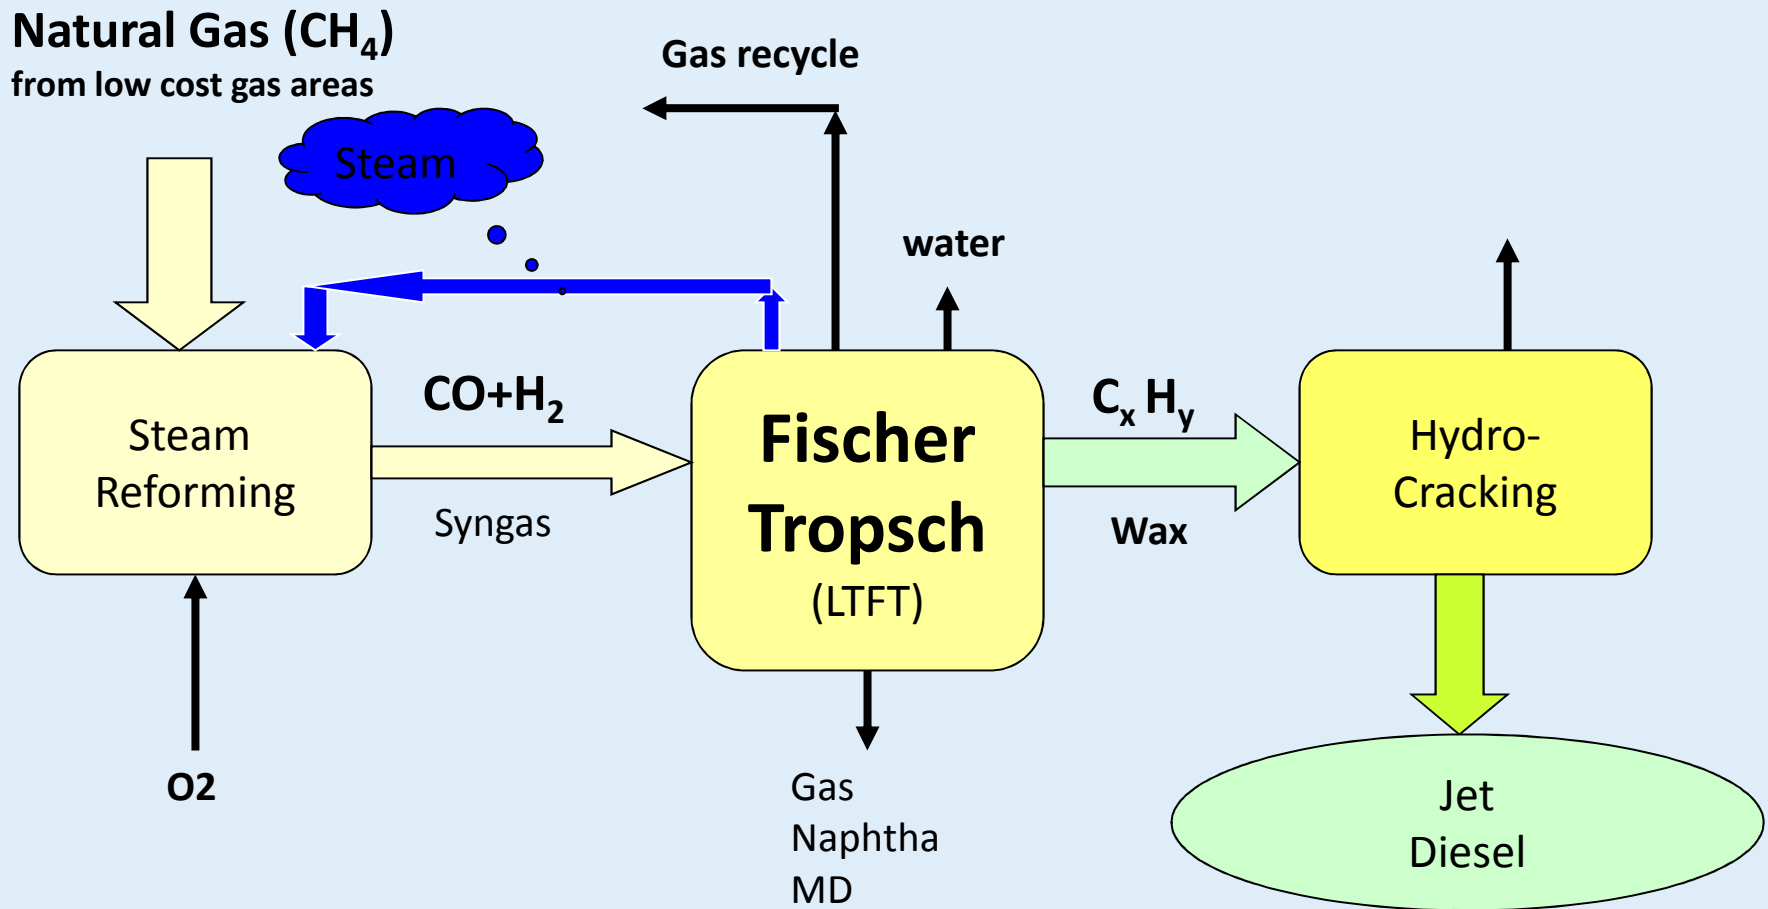 Natural Gas (CH₄)
from low cost gas areas
Gas recycle
Steam
water
CO+H₂
Steam
Reforming
Syngas
Fischer
Tropsch
(LTFT)
Cₓ Hᵧ
Wax
Hydro-
Cracking
O2
Gas
Naphtha
MD
Jet
Diesel